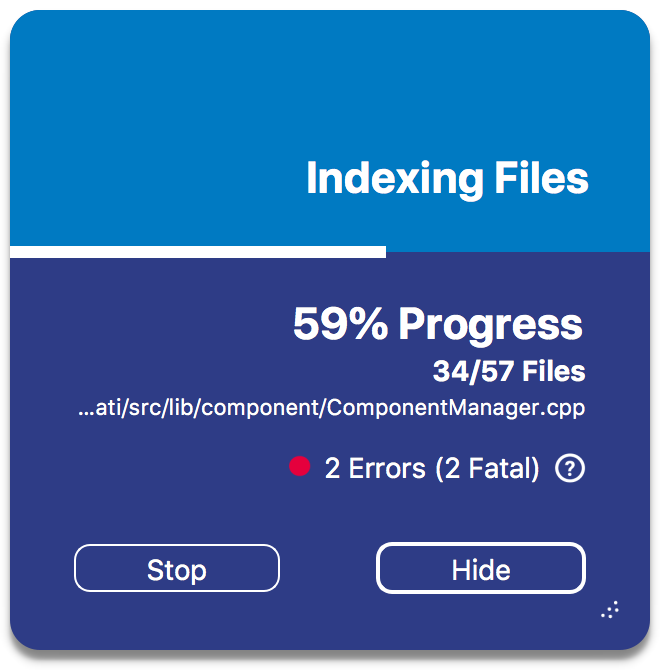 Indexing Files
59% Progress
34/57 Files
...ati/src/lib/component/ComponentManager.cpp
2 Errors (2 Fatal) ?
Stop
Hide